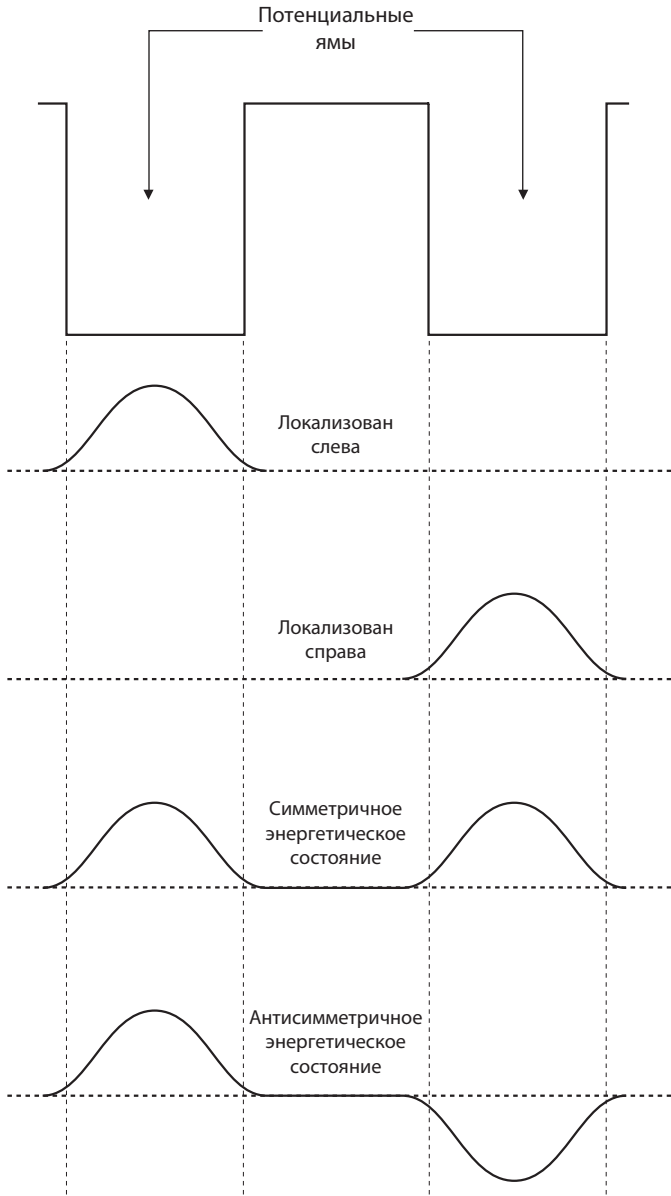 Потенциальные
ямы
Локализован
слева
Локализован
справа
Симметричное
энергетическое
состояние
Антисимметричное
энергетическое
состояние